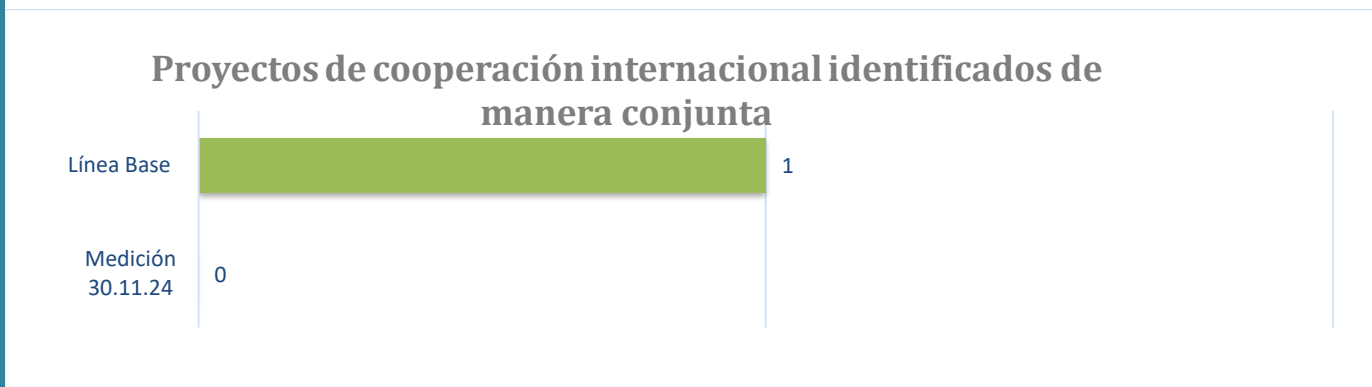 Proyectos de cooperación internacional identificados de
manera conjunta
Línea Base
1
Medición
30.11.24
0